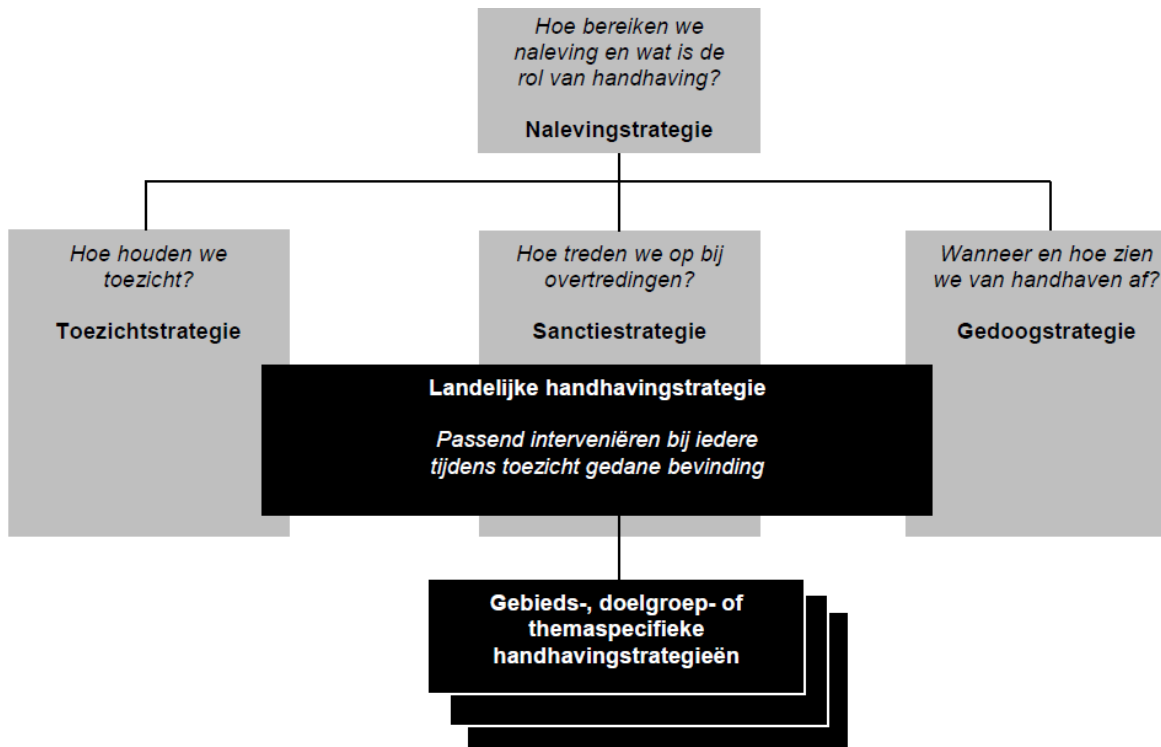 Hoe bereiken we
naleving en wat is de
rol van handhaving?
Nalevingstrategie
Hoe houden we
toezicht?
Toezichtstrategie
Hoe treden we op bij
overtredingen?
Sanctiestrategie
Wanneer en hoe zien
we van handhaven af?
Gedoogstrategie
Landelijke handhavingstrategie
Passend interveniëren bij iedere
tijdens toezicht gedane bevinding
Gebieds-, doelgroep- of
themaspecifieke
handhavingstrategieën